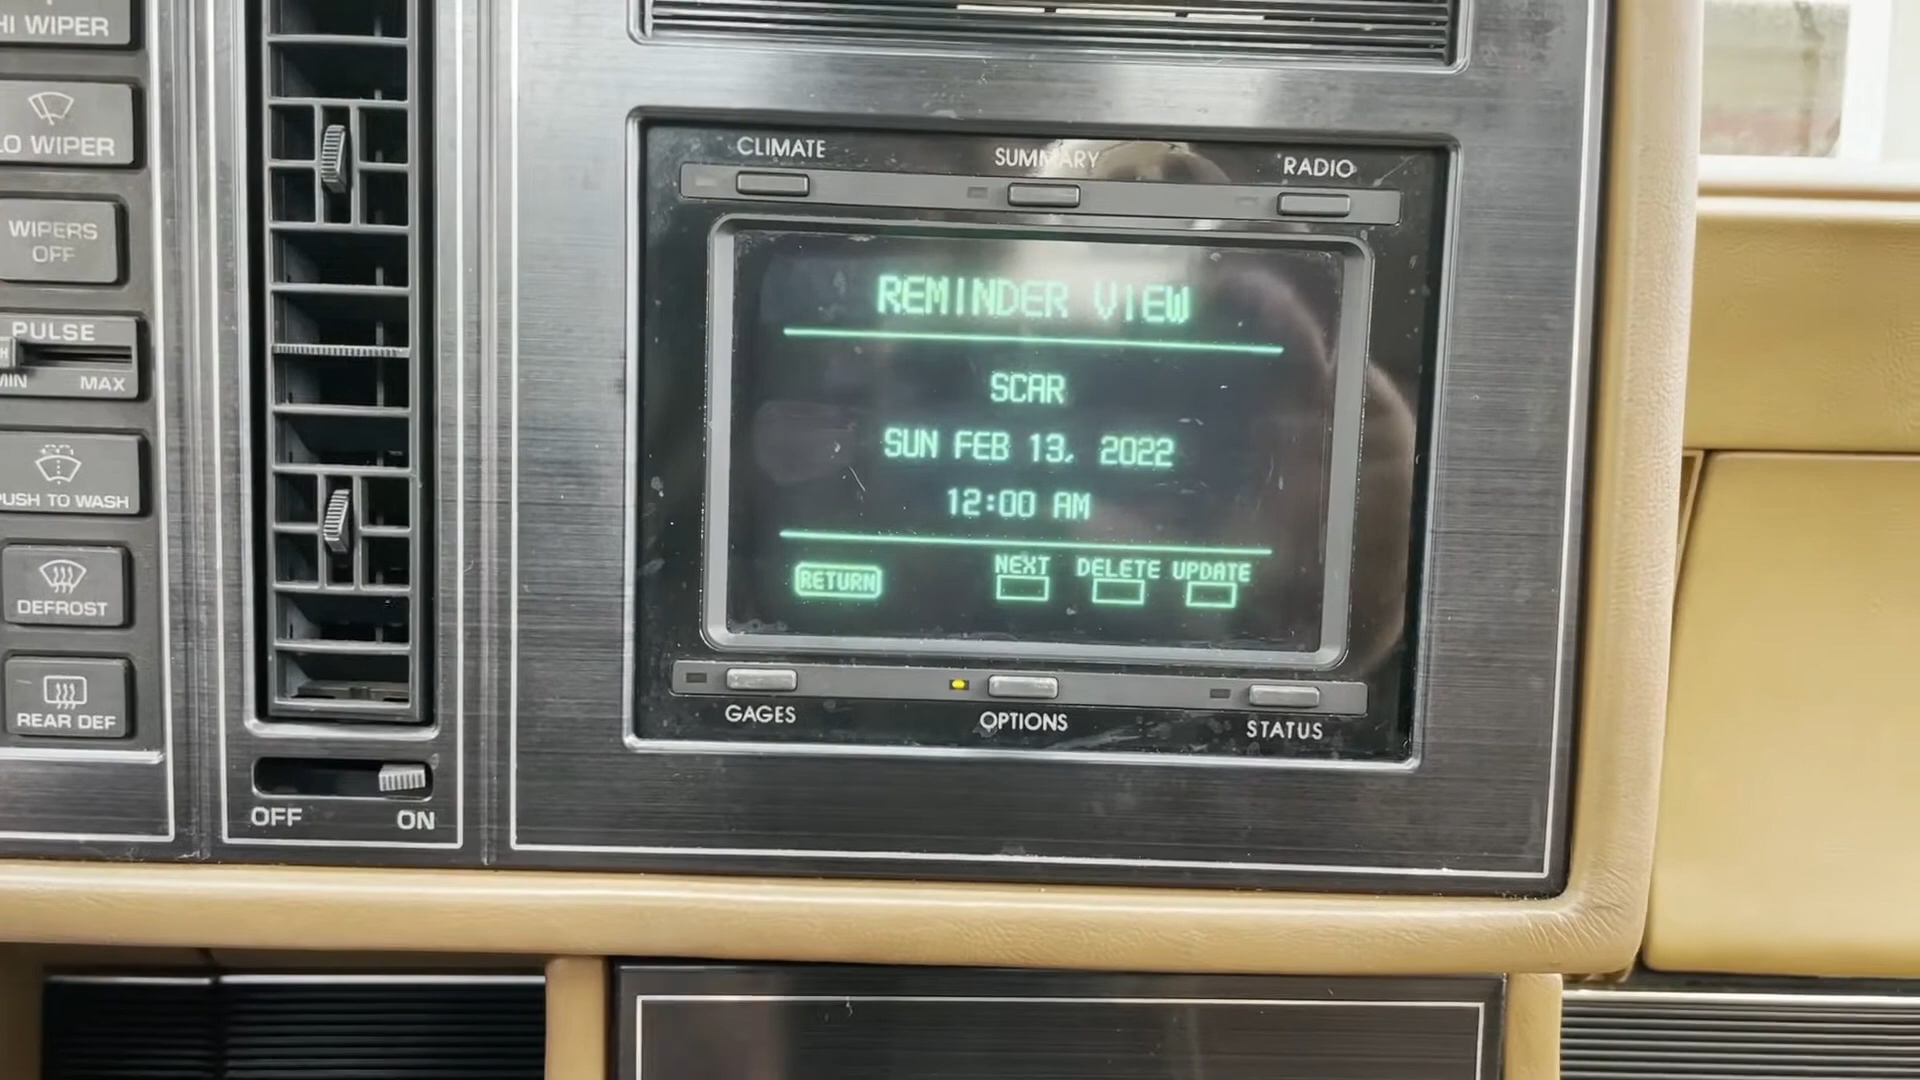 HI WIPER
LO WIPER
WIPERS
OFF
PULSE
MIN MAX
PUSH TO WASH
DEFROST
REAR DEF
OFF ON
CLIMATE SUMMARY RADIO
REMINDER VIEW
SCAR
SUN FEB 13, 2022
12:00 AM
RETURN NEXT DELETE UPDATE
GAGES OPTIONS STATUS